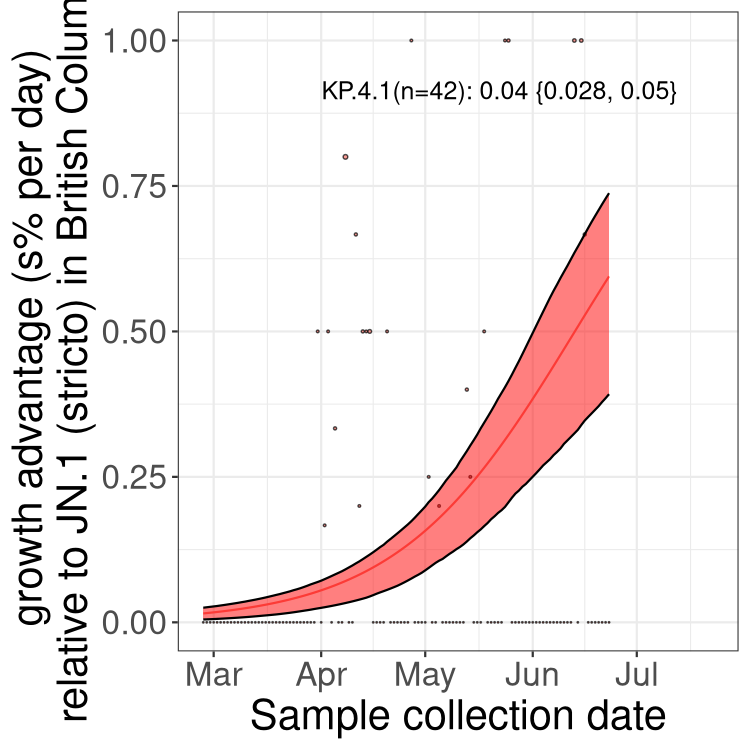 growth advantage (s% per day)
relative to JN.1 (stricto) in British Colum
1.00
0.75
0.50
0.25
0.00
KP.4.1(n=42): 0.04 {0.028, 0.05}
Mar Apr May Jun Jul
Sample collection date